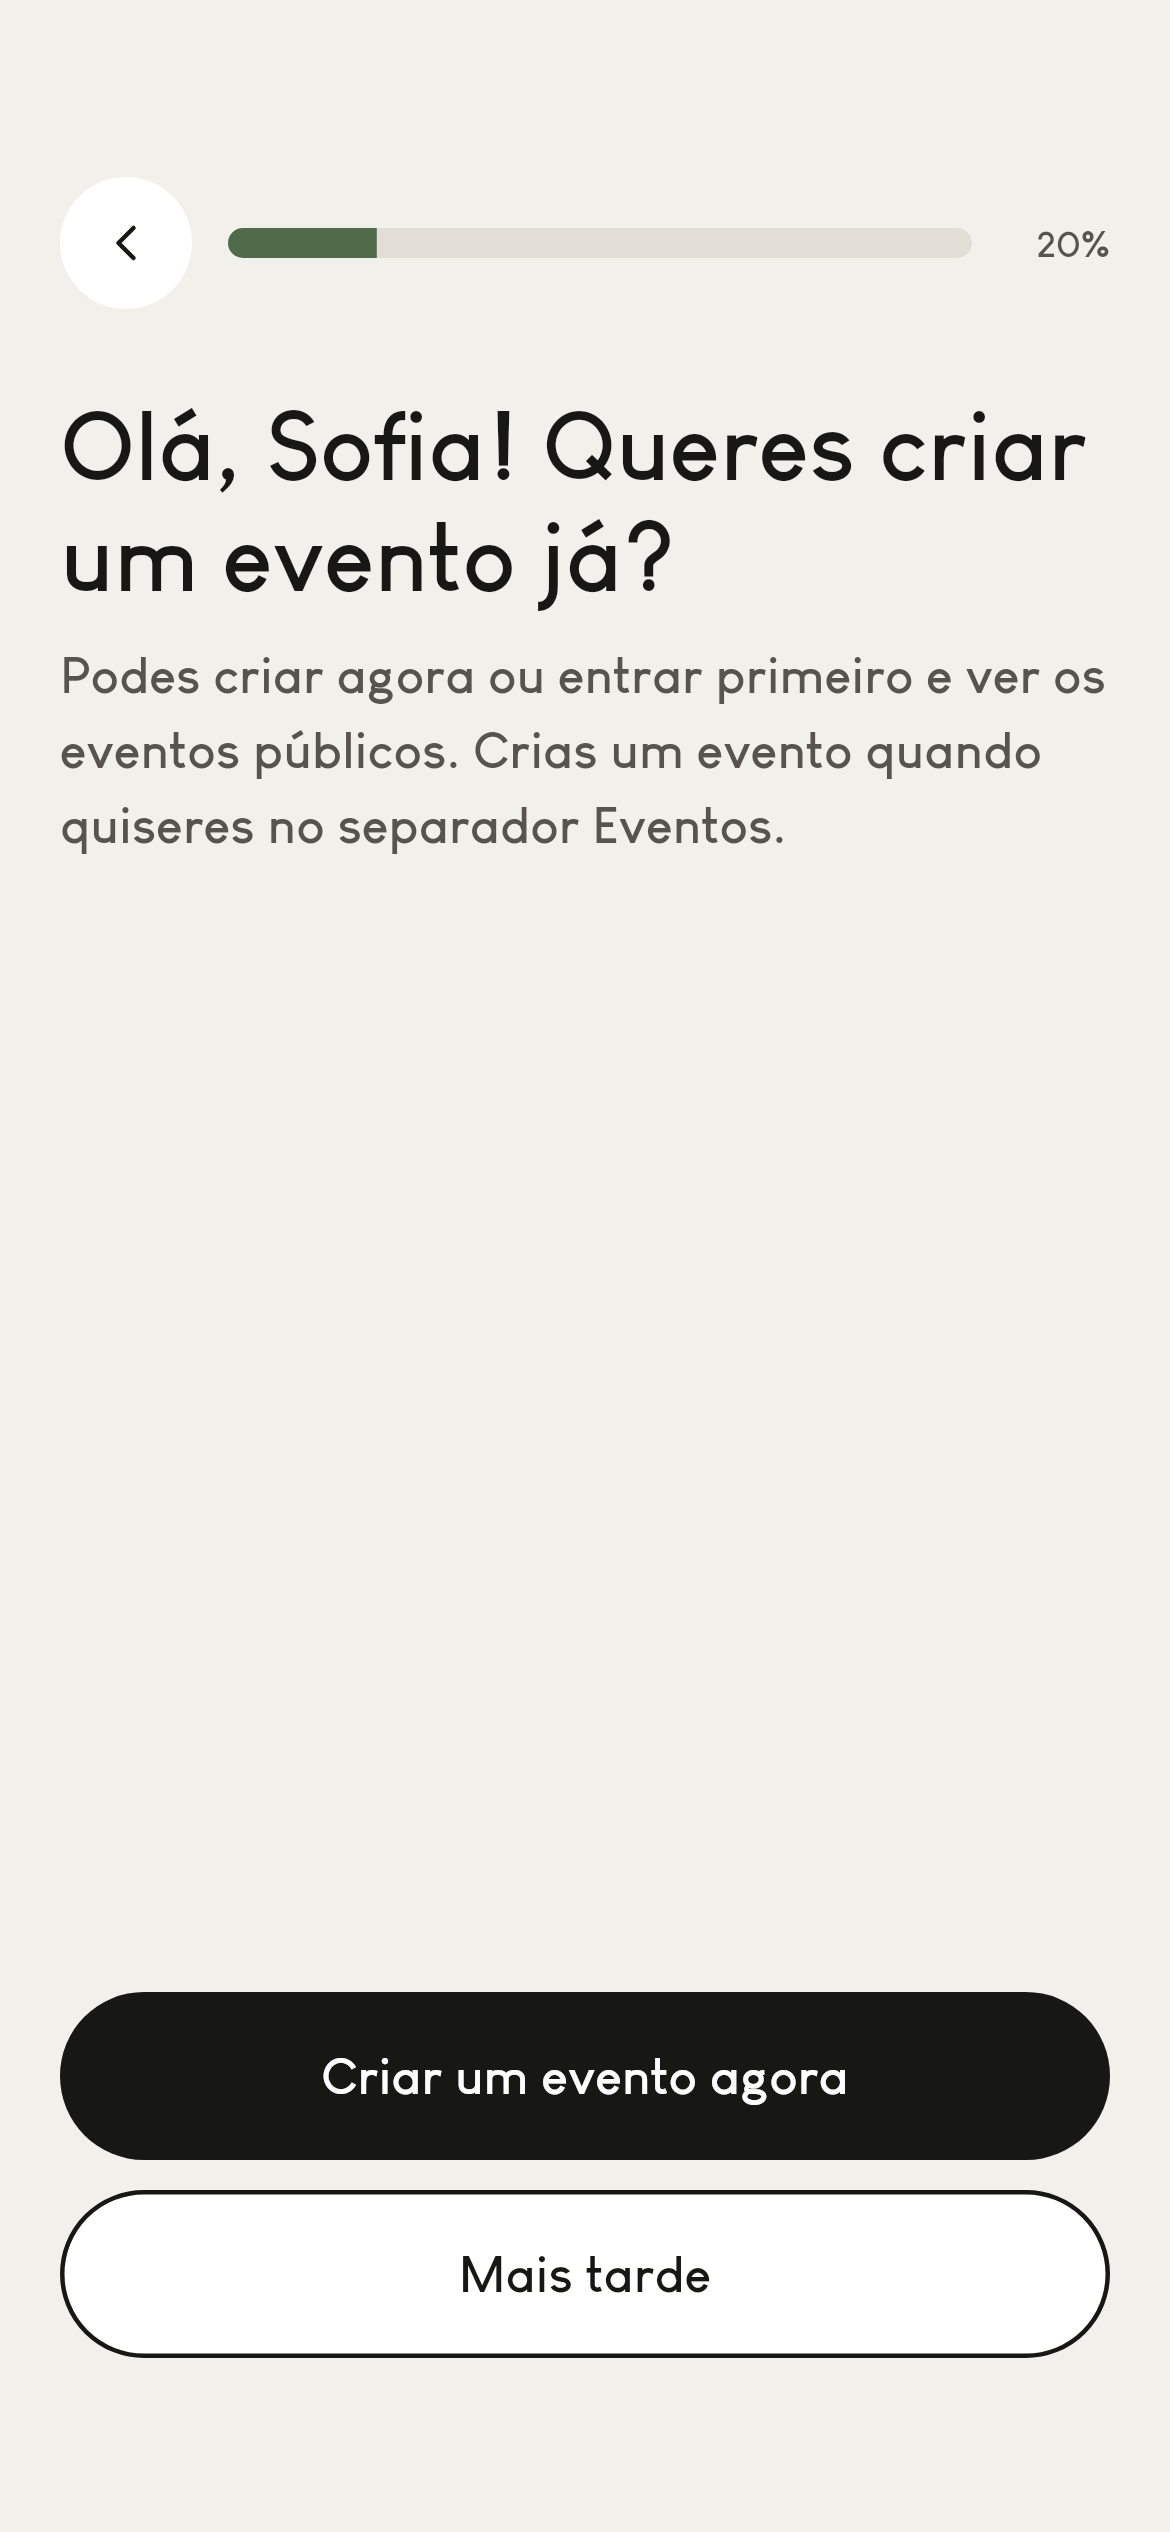 20%
Olá, Sofia! Queres criar
um evento já?
Podes criar agora ou entrar primeiro e ver os
eventos públicos. Crias um evento quando
quiseres no separador Eventos.
Criar um evento agora
Mais tarde